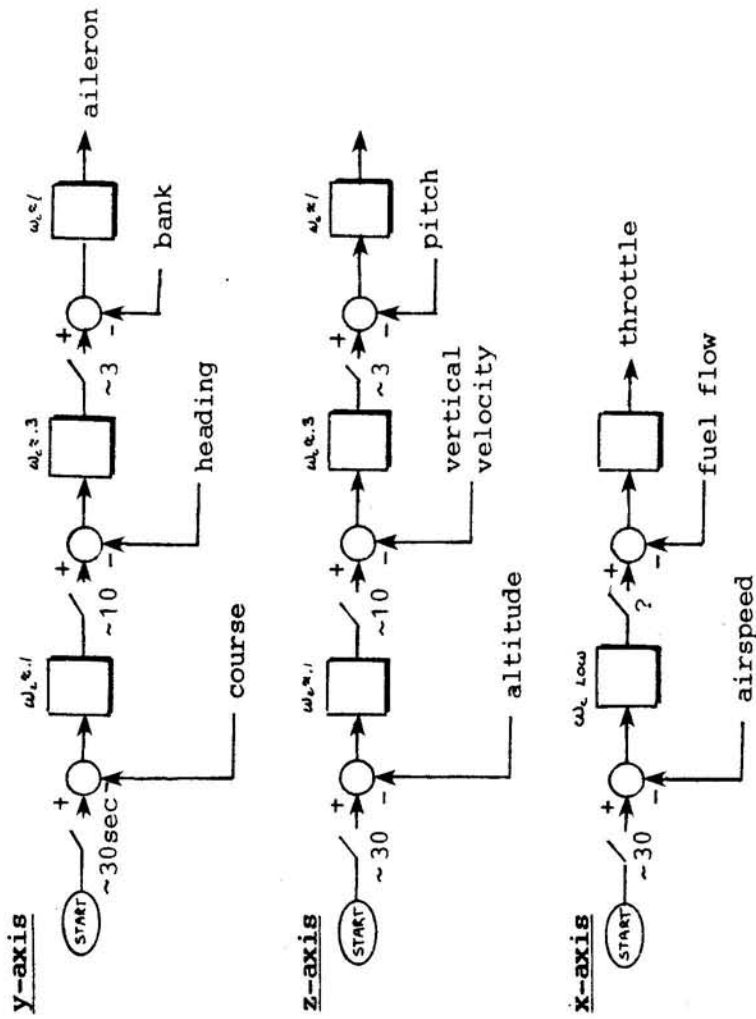 y-axis
START
~30sec
+
-
course
ωc≈.1
~10
+
-
heading
ωc≈.3
~3
+
-
bank
ωc≈1
aileron
z-axis
START
~30
+
-
altitude
ωc≈.1
~10
+
-
vertical
velocity
ωc≈.3
~3
+
-
pitch
ωc≈1
x-axis
START
~30
+
-
airspeed
ωc LOW
?
+
-
fuel flow
throttle